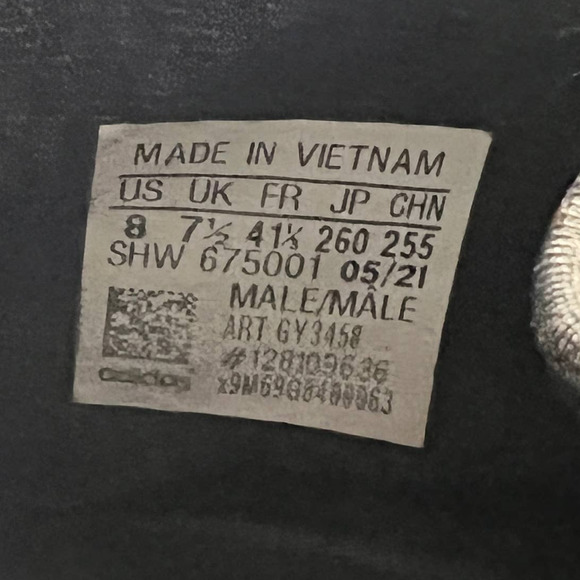 MADE IN VIETNAM
US UK FR JP CHN
8 7½ 41⅓ 260 255
SHW 675001 05/21
MALE/MÂLE
ART GY3458
#128109636
adidas